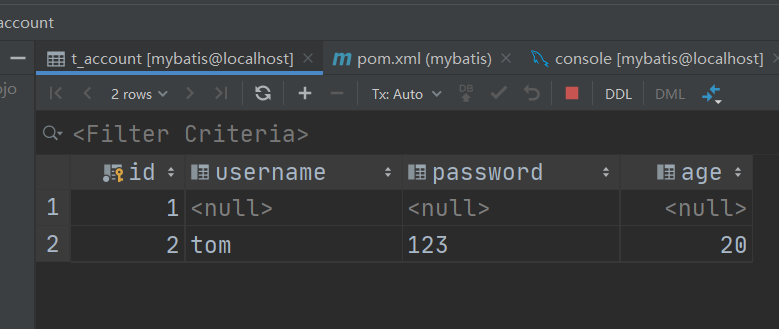 account
t_account [mybatis@localhost] pom.xml (mybatis) console [mybatis@localhost]
ojo
2 rows Tx: Auto DB DDL DML
<Filter Criteria>
id username password age
1 1 <null> <null> <null>
2 2 tom 123 20